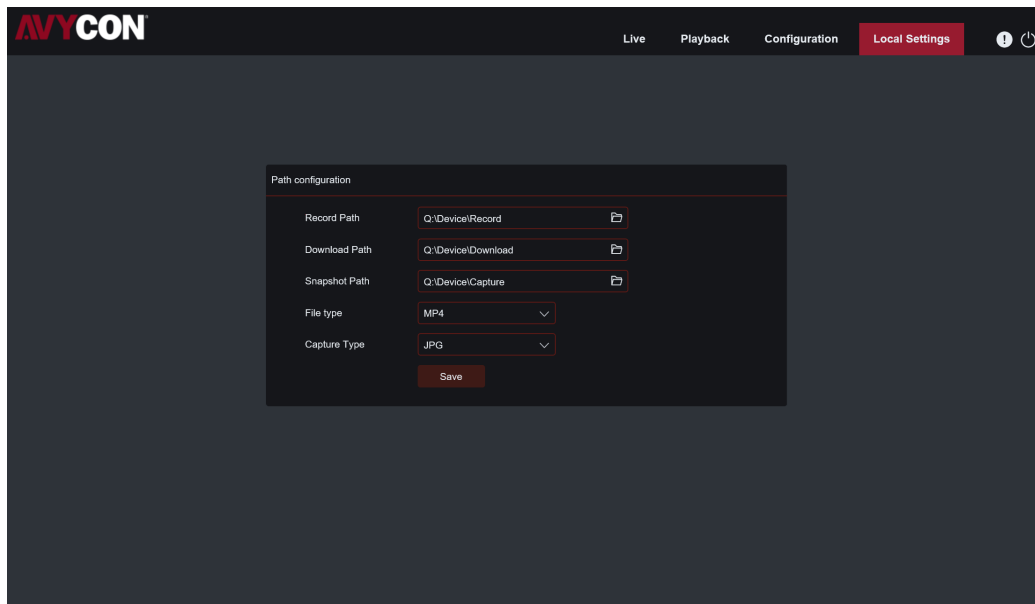 AVYCON®
Live Playback Configuration Local Settings
Path configuration
Record Path Q:\Device\Record
Download Path Q:\Device\Download
Snapshot Path Q:\Device\Capture
File type MP4
Capture Type JPG
Save